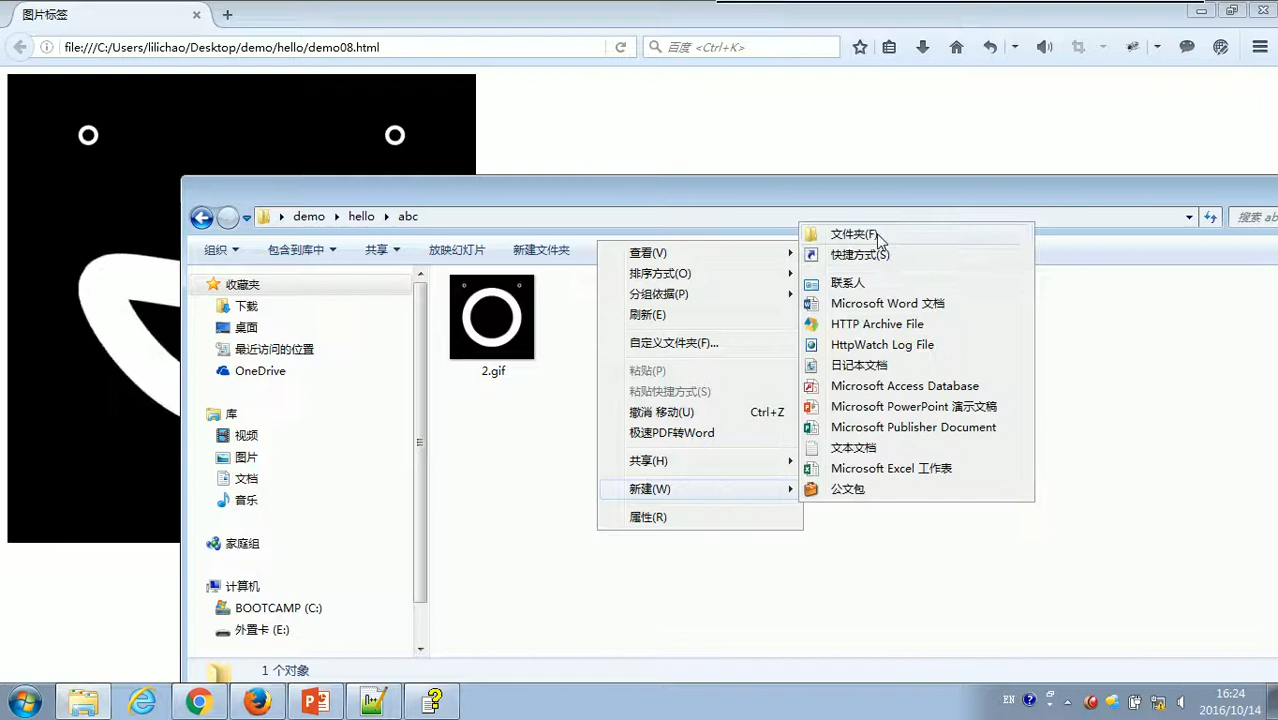 图片标签
file:///C:/Users/lilichao/Desktop/demo/hello/demo08.html
百度 <Ctrl+K>
demo
hello
abc
搜索 ab
组织
包含到库中
共享
放映幻灯片
新建文件夹
收藏夹
下载
桌面
最近访问的位置
OneDrive
库
视频
图片
文档
音乐
家庭组
计算机
BOOTCAMP (C:)
外置卡 (E:)
2.gif
查看(V)
排序方式(O)
分组依据(P)
刷新(E)
自定义文件夹(F)...
粘贴(P)
粘贴快捷方式(S)
撤消 移动(U) Ctrl+Z
极速PDF转Word
共享(H)
新建(W)
属性(R)
文件夹(F)
快捷方式(S)
联系人
Microsoft Word 文档
HTTP Archive File
HttpWatch Log File
日记本文档
Microsoft Access Database
Microsoft PowerPoint 演示文稿
Microsoft Publisher Document
文本文档
Microsoft Excel 工作表
公文包
1 个对象
EN
16:24
2016/10/14